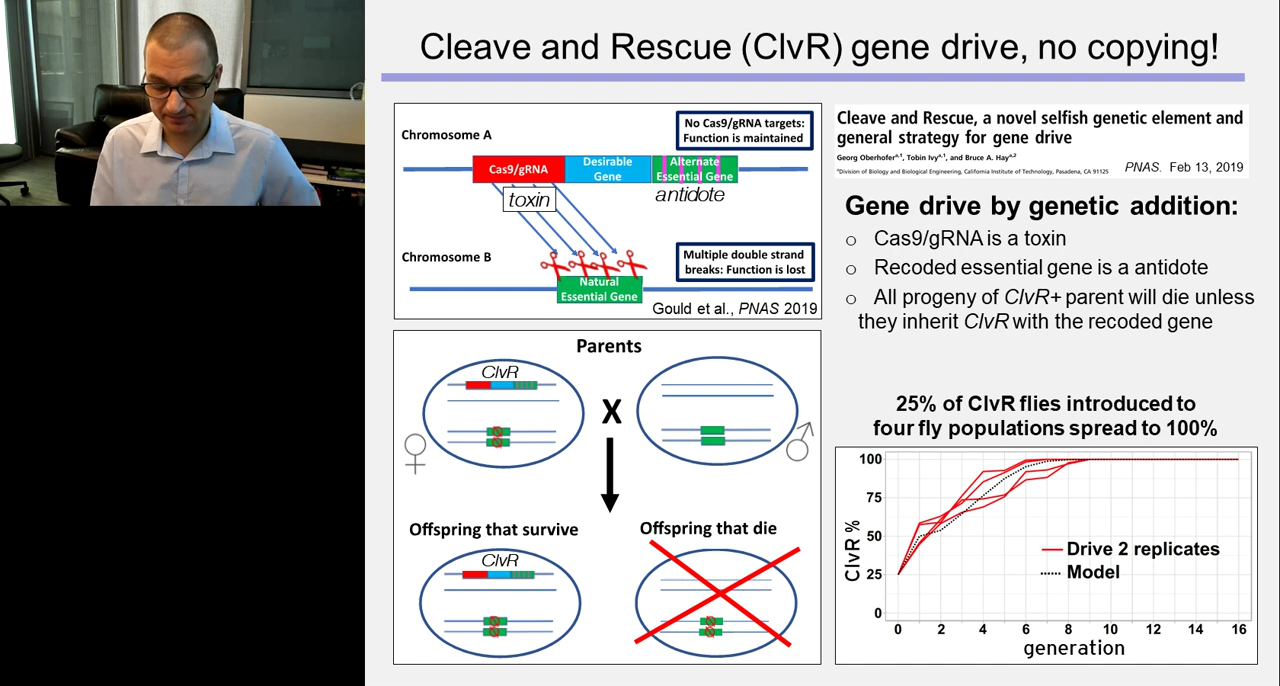 Cleave and Rescue (ClvR) gene drive, no copying!
No Cas9/gRNA targets:
Function is maintained
Chromosome A
Cas9/gRNA
Desirable
Gene
Alternate
Essential Gene
toxin
antidote
Chromosome B
Multiple double strand
breaks: Function is lost
Natural
Essential Gene
Gould et al., PNAS 2019
Cleave and Rescue, a novel selfish genetic element and
general strategy for gene drive
Georg Oberhofer a,1, Tobin Ivy a,1, and Bruce A. Hay a,2
a Division of Biology and Biological Engineering, California Institute of Technology, Pasadena, CA 91125
PNAS. Feb 13, 2019
Gene drive by genetic addition:
o Cas9/gRNA is a toxin
o Recoded essential gene is a antidote
o All progeny of ClvR+ parent will die unless
they inherit ClvR with the recoded gene
Parents
ClvR
X
♀
♂
Offspring that survive
Offspring that die
ClvR
25% of ClvR flies introduced to
four fly populations spread to 100%
ClvR %
100
75
50
25
0
Drive 2 replicates
Model
0 2 4 6 8 10 12 14 16
generation